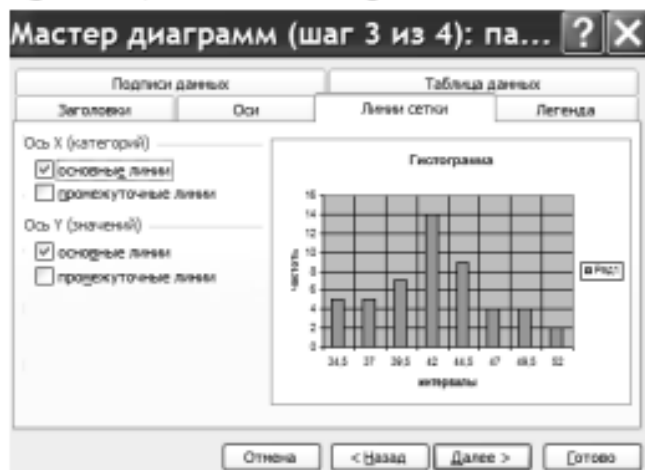 Мастер диаграмм (шаг 3 из 4): па... ? X
Подписи данных Таблица данных
Заголовки Оси Линии сетки Легенда
Ось X (категорий)
основные линии
промежуточные линии
Ось Y (значений)
основные линии
промежуточные линии
Гистограмма
16
14
12
10
8
6
4
2
0
частоты
34,5 37 39,5 42 44,5 47 49,5 52
интервалы
Ряд1
Отмена < Назад Далее > Готово